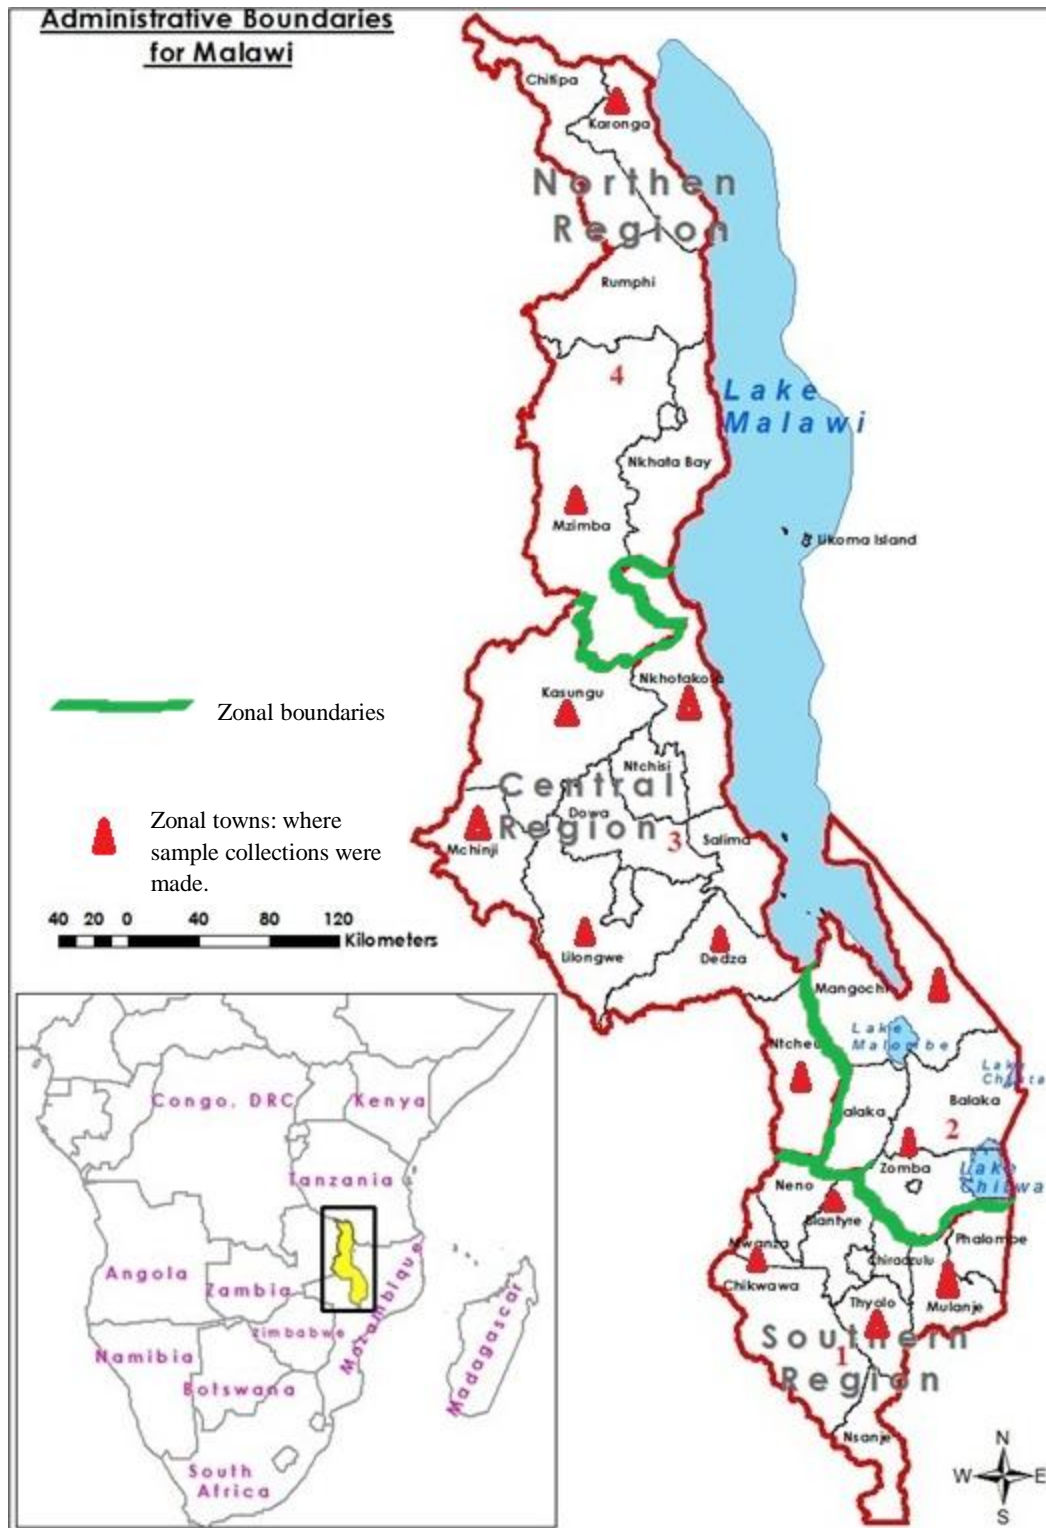 Administrative Boundaries
for Malawi
Chitipa
Karonga
Northen
Region
Rumphi
4
Lake
Malawi
Nkhata Bay
Mzimba
Likoma Island
Zonal boundaries
Kasungu
Nkhotakota
Ntchisi
Central
Region
Dowa
3
Salima
Mchinji
Zonal towns: where
sample collections were
made.
40 20 0 40 80 120
Kilometers
Lilongwe
Dedza
Mangochi
Ntcheu
Lake
Malombe
Lake
Balaka
alaka
2
Zomba
Lake
Chilwa
Neno
Blantyre
Mwanza
Phalombe
Chiradzulu
Chikwawa
Thyolo
Mulanje
Southern
1
Region
Nsanje
N
W E
S
Congo, DRC
Kenya
Tanzania
Angola
Zambia
Mozambique
Zimbabwe
Namibia
Botswana
Madagascar
South
Africa